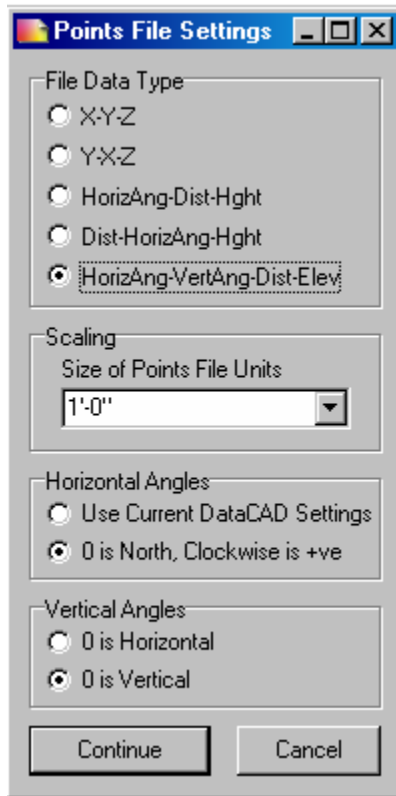 Points File Settings
File Data Type
X-Y-Z
Y-X-Z
HorizAng-Dist-Hght
Dist-HorizAng-Hght
HorizAng-VertAng-Dist-Elev
Scaling
Size of Points File Units
1'-0"
Horizontal Angles
Use Current DataCAD Settings
0 is North, Clockwise is +ve
Vertical Angles
0 is Horizontal
0 is Vertical
Continue Cancel